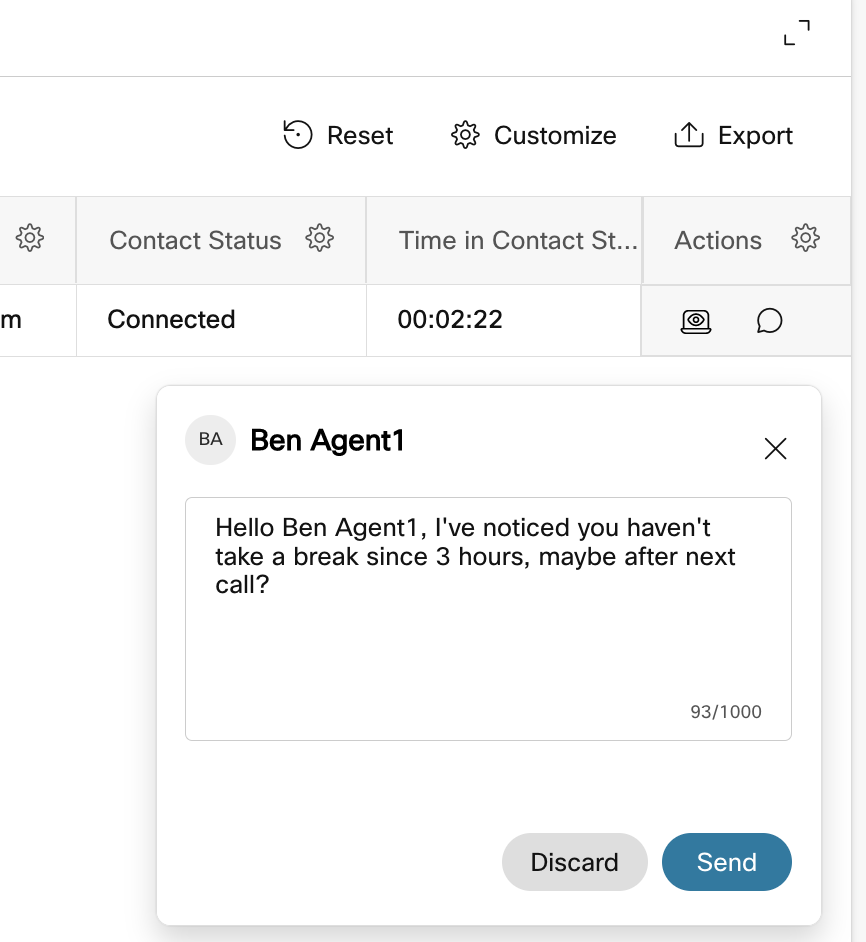 Reset Customize Export
Contact Status Time in Contact St... Actions
m Connected 00:02:22
BA Ben Agent1
Hello Ben Agent1, I've noticed you haven't
take a break since 3 hours, maybe after next
call?
93/1000
Discard Send